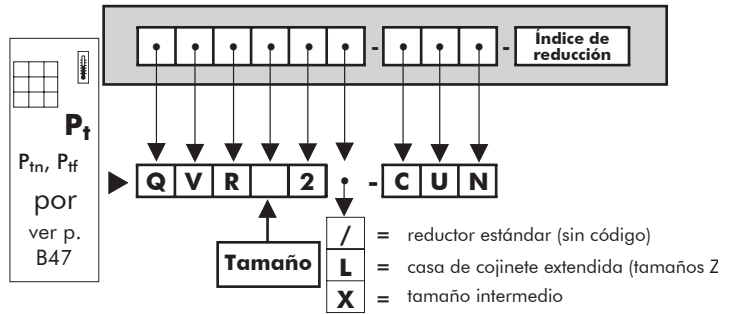 - - Índice de
reducción
Pt
Ptn, Ptf
por
ver p.
B47
Q V R 2 - C U N
Tamaño
/ = reductor estándar (sin código)
L = casa de cojinete extendida (tamaños Z
X = tamaño intermedio